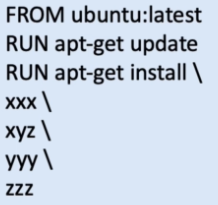 FROM ubuntu:latest
RUN apt-get update
RUN apt-get install \
xxx \
xyz \
yyy \
zzz